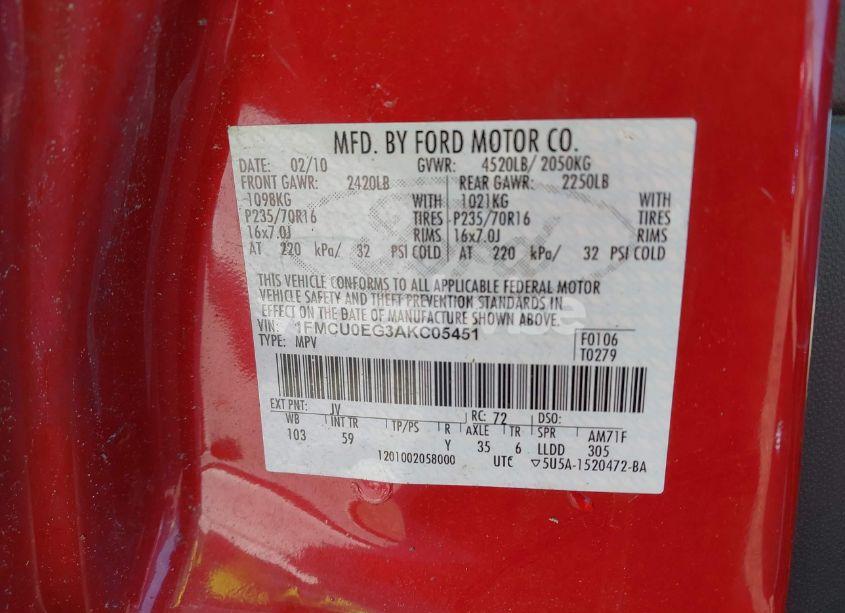 MFD. BY FORD MOTOR CO.
DATE: 02/10 GVWR: 4520LB/ 2050KG
FRONT GAWR: 2420LB REAR GAWR: 2250LB
1098KG WITH 1021KG WITH
P235/70R16 TIRES P235/70R16 TIRES
16x7.0J RIMS 16x7.0J RIMS
AT 220 kPa/ 32 PSI COLD AT 220 kPa/ 32 PSI COLD
THIS VEHICLE CONFORMS TO ALL APPLICABLE FEDERAL MOTOR
VEHICLE SAFETY AND THEFT PREVENTION STANDARDS IN
EFFECT ON THE DATE OF MANUFACTURE SHOWN ABOVE.
VIN: 1FMCU0EG3AKC05451 F0106
TYPE: MPV T0279
EXT PNT: JV RC: 72 DSO:
WB INT TR TP/PS R AXLE TR SPR AM71F
103 59 Y 35 6 LLDD 305
1201002058000 UTC ▽5U5A-1520472-BA